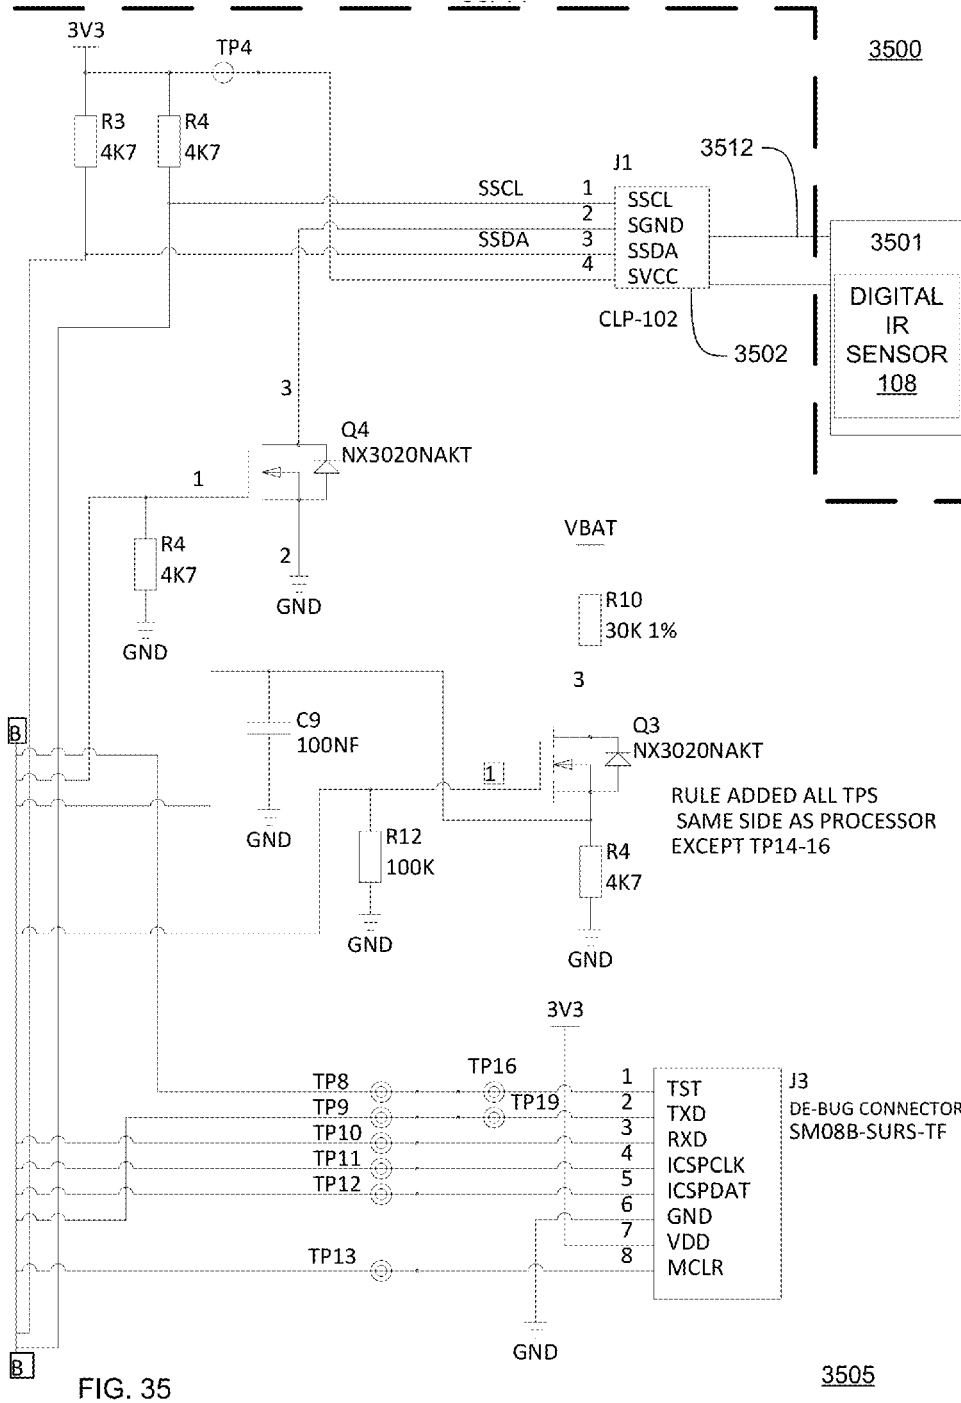 3V3
TP4
3500
R3
4K7
R4
4K7
3512
J1
SSCL
1
SSCL
2
SGND
SSDA
3
SSDA
4
SVCC
3501
DIGITAL
IR
SENSOR
108
CLP-102
3502
3
Q4
NX3020NAKT
1
R4
4K7
2
GND
GND
VBAT
R10
30K 1%
3
B
C9
100NF
Q3
NX3020NAKT
1
RULE ADDED ALL TPS
SAME SIDE AS PROCESSOR
EXCEPT TP14-16
GND
R12
100K
R4
4K7
GND
GND
3V3
TP16
TP8
1
TST
J3
TP9
TP19
2
TXD
DE-BUG CONNECTOR
SM08B-SURS-TF
TP10
3
RXD
TP11
4
ICSPCLK
TP12
5
ICSPDAT
6
GND
7
VDD
TP13
8
MCLR
GND
B
FIG. 35
3505